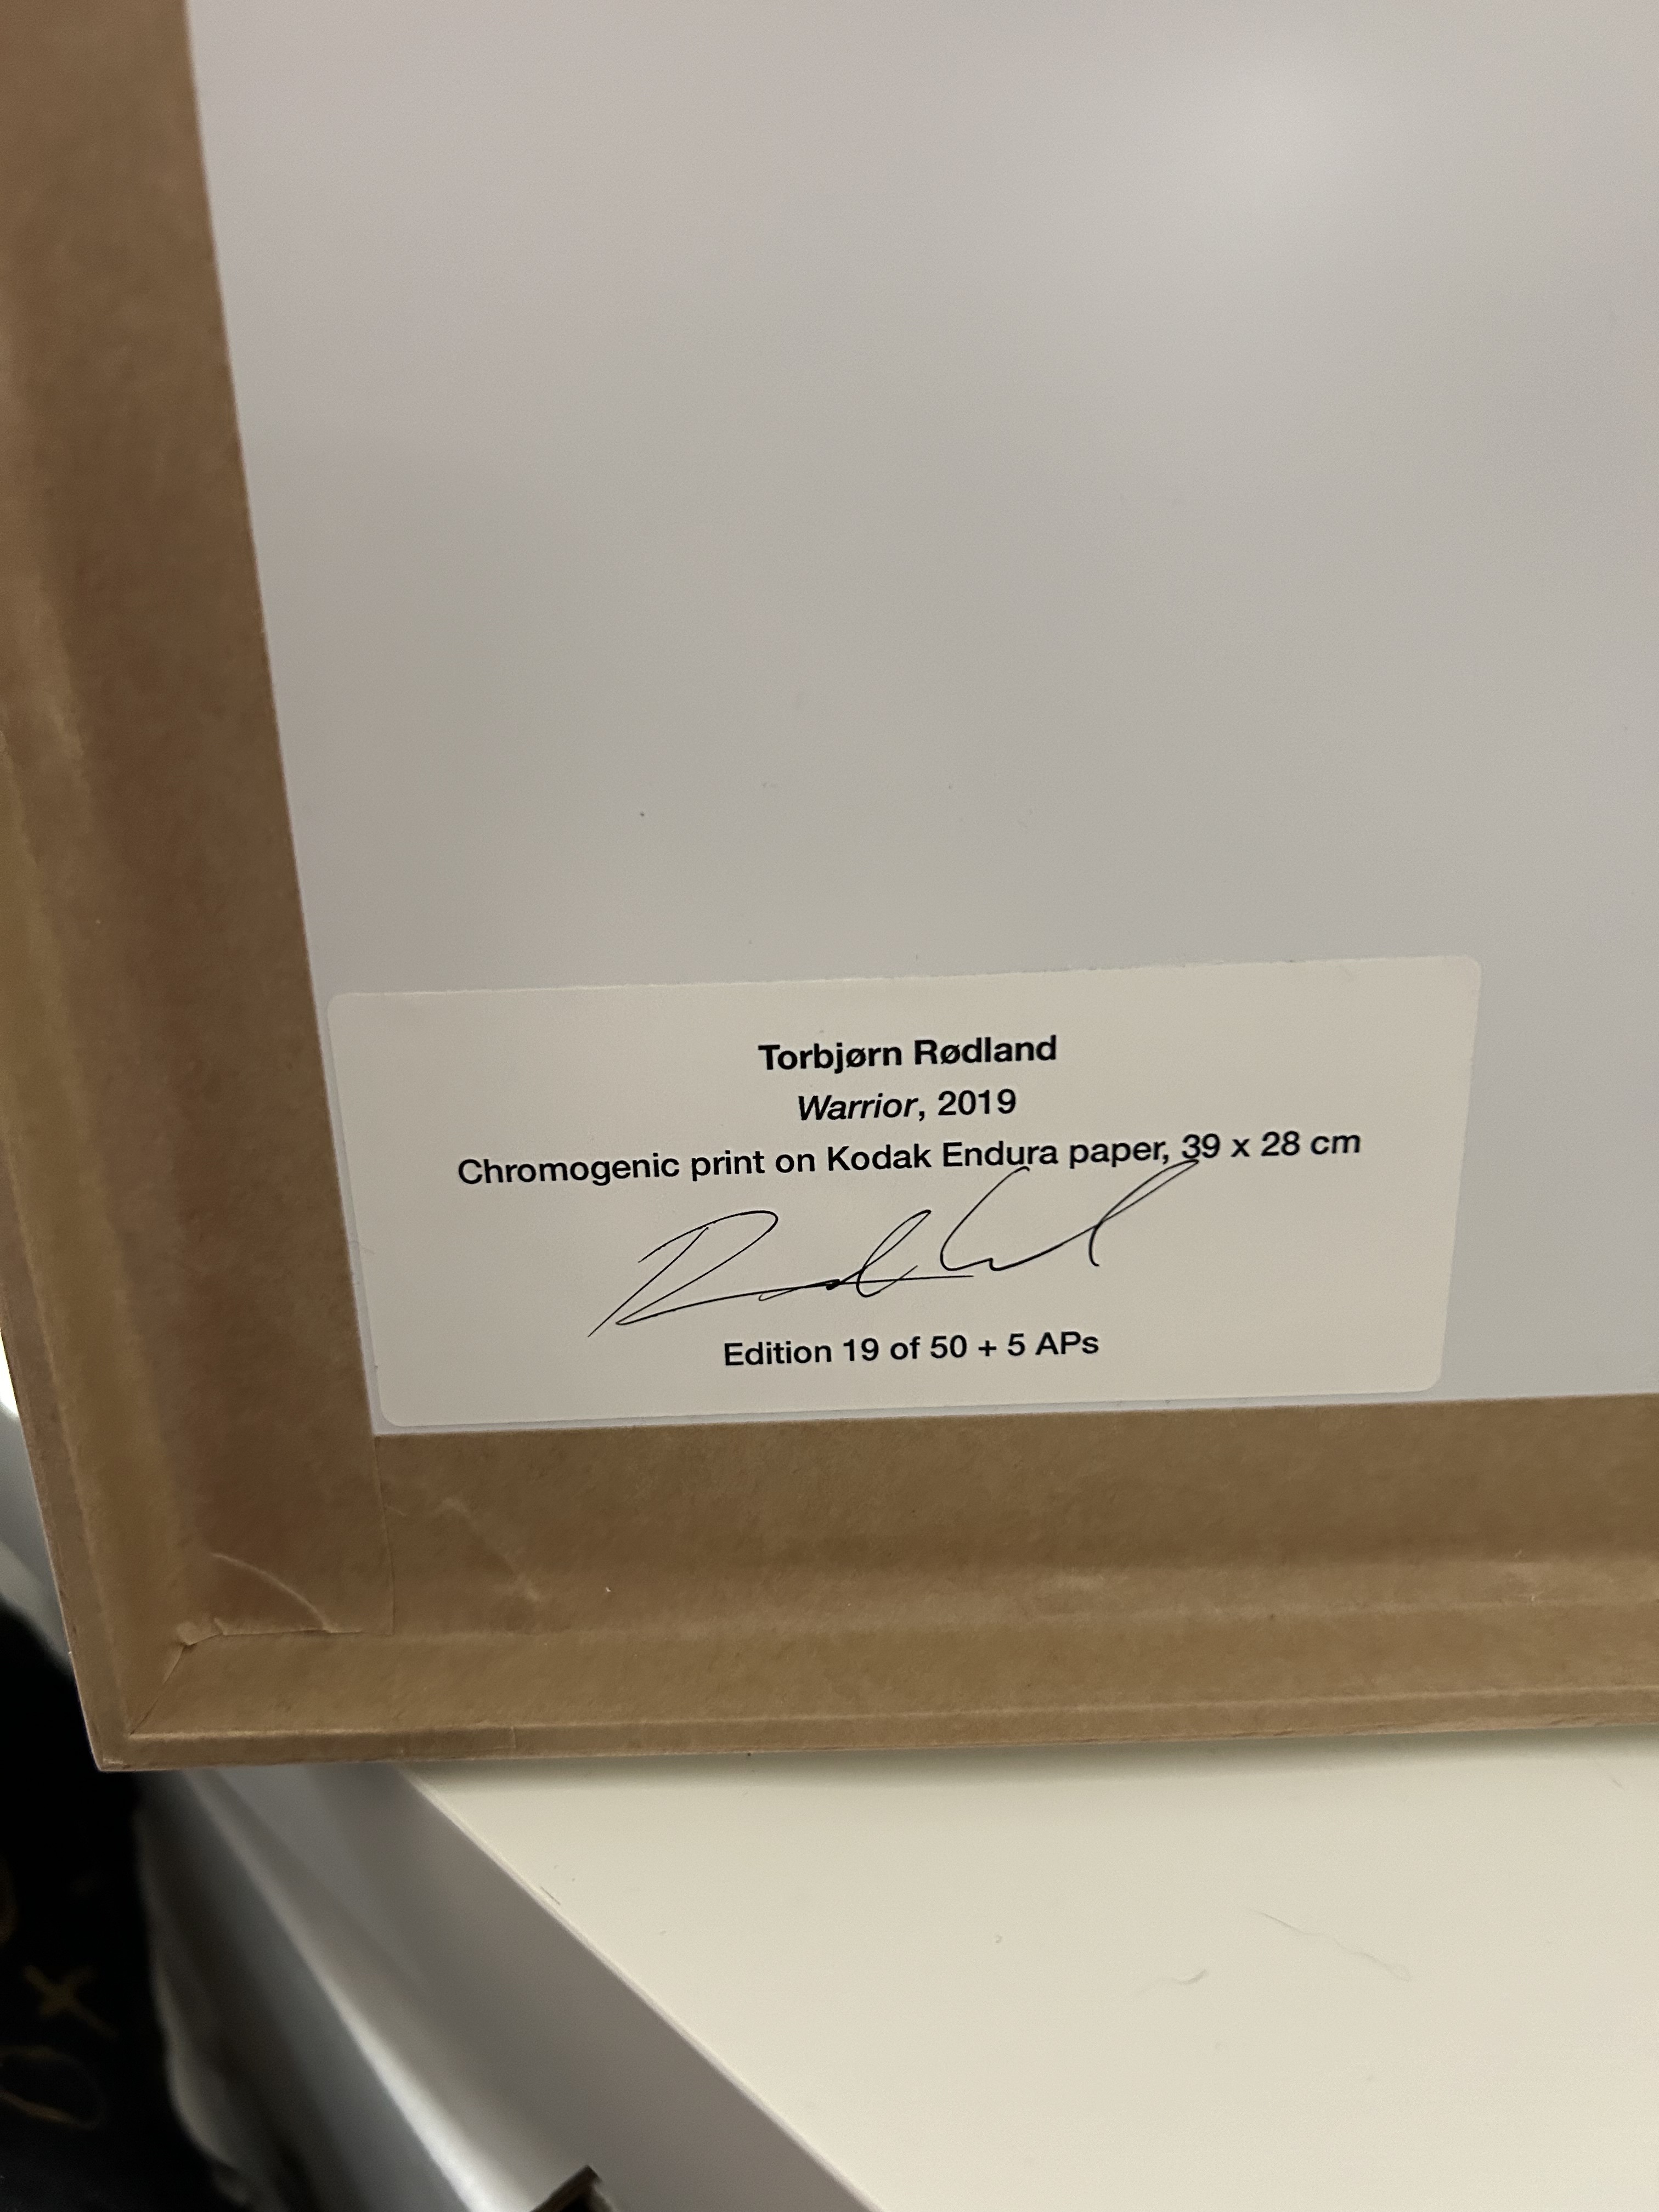 Torbjørn Rødland
Warrior, 2019
Chromogenic print on Kodak Endura paper, 39 x 28 cm
Edition 19 of 50 + 5 APs